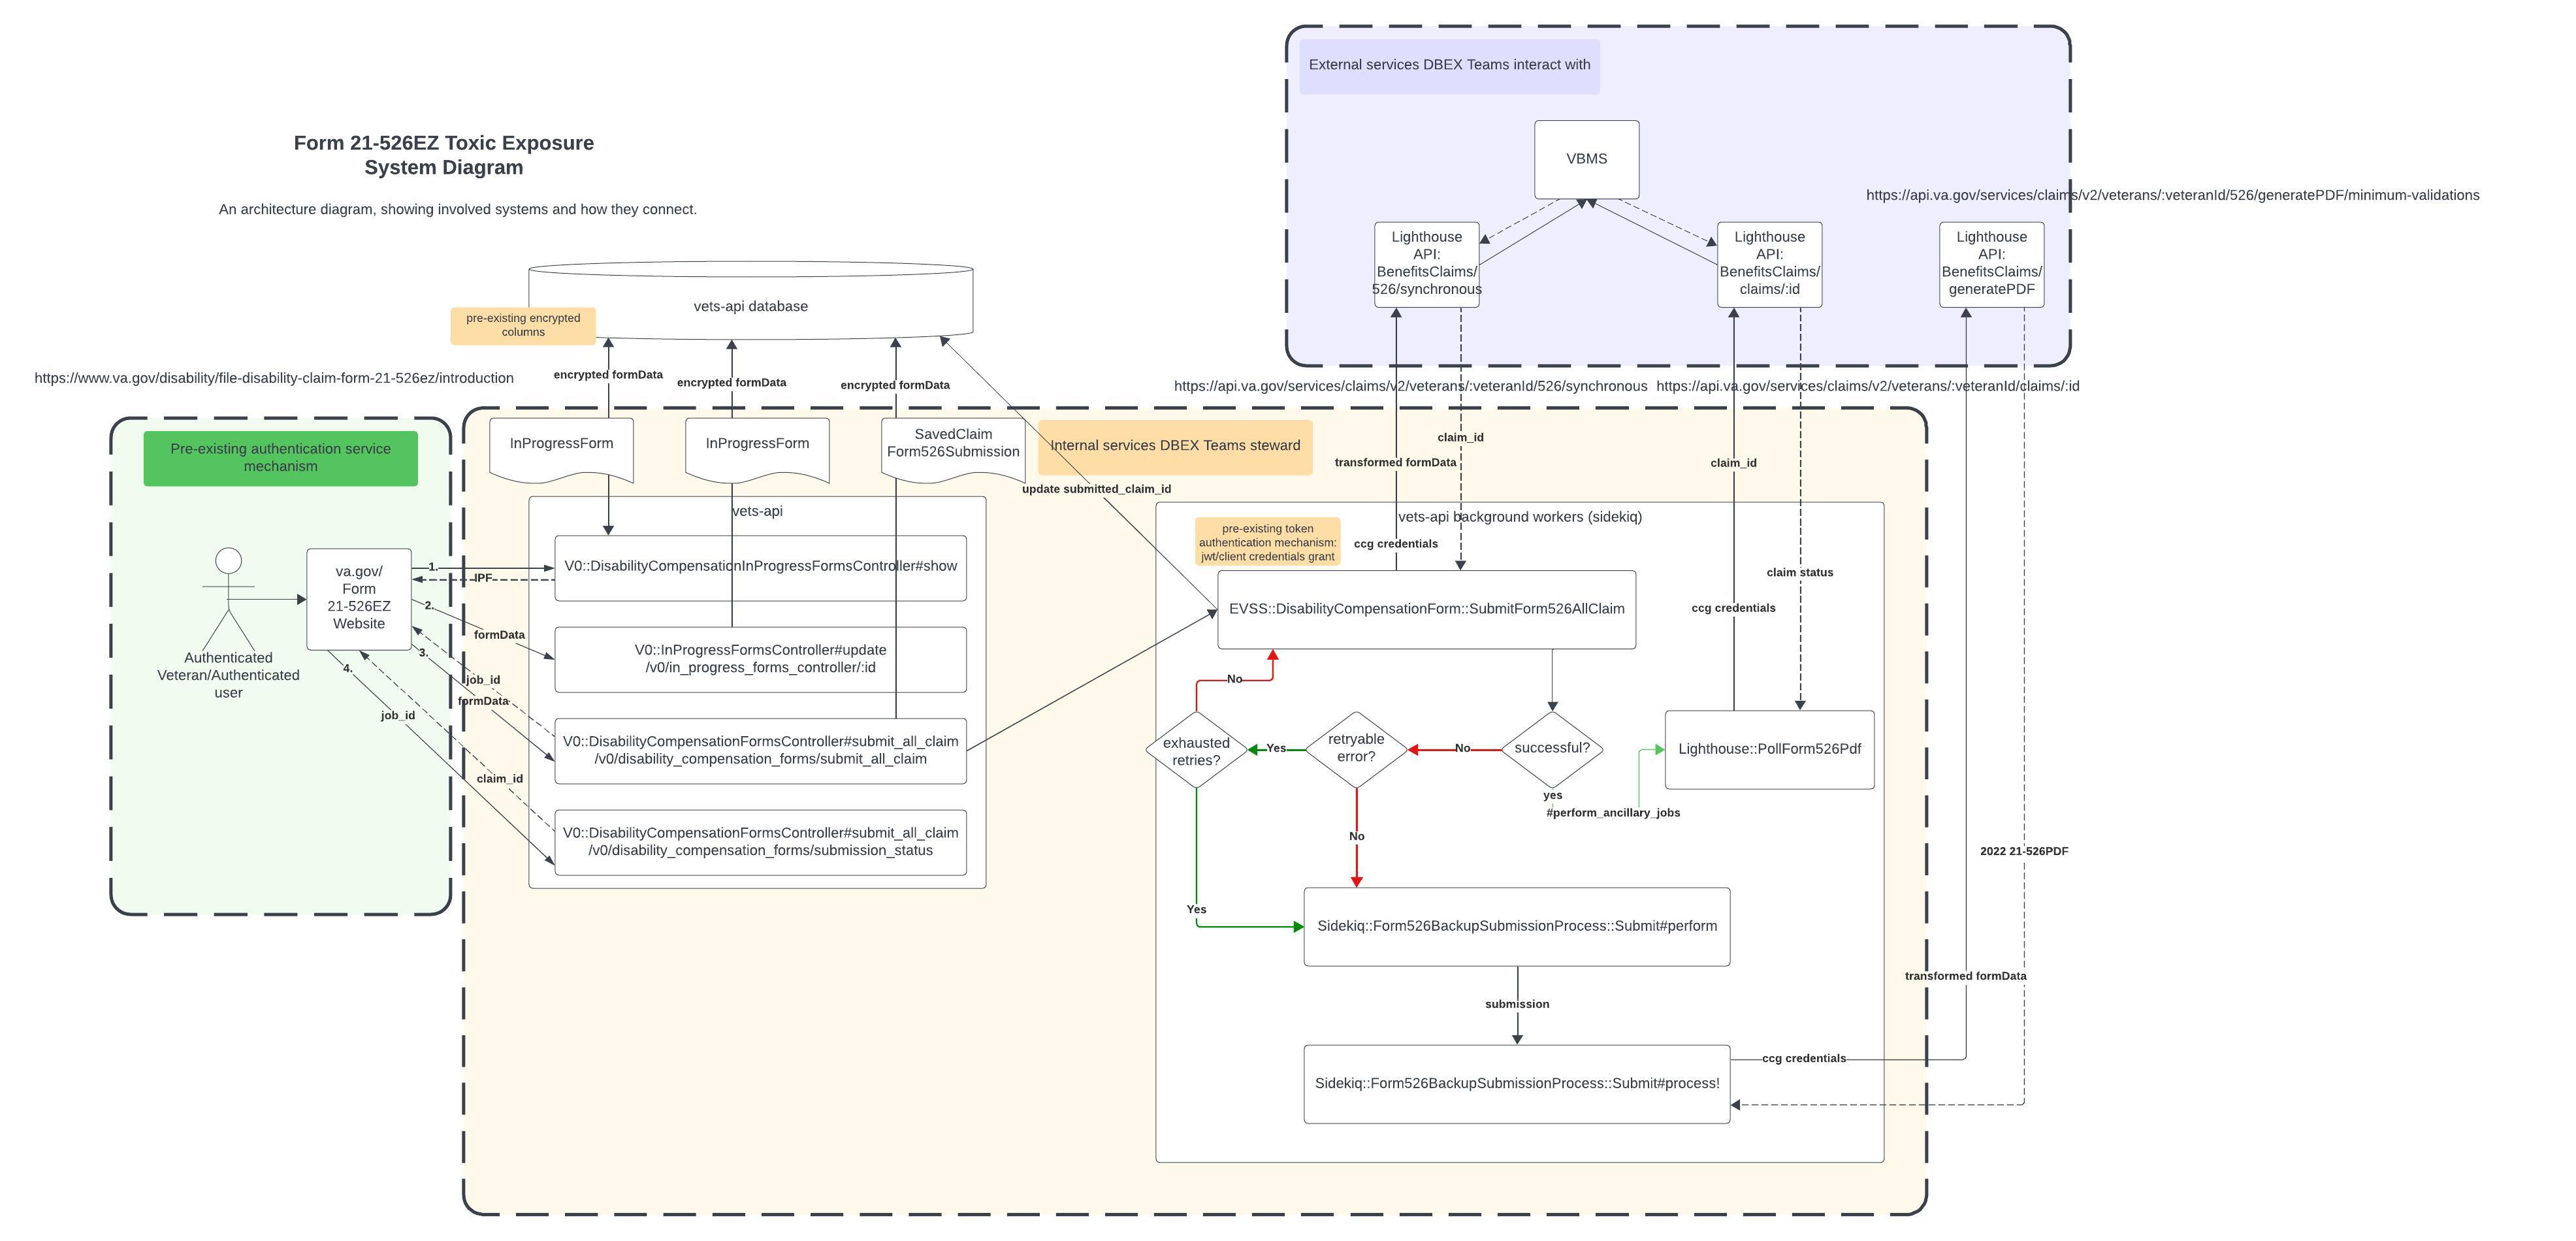 External services DBEX Teams interact with
Form 21-526EZ Toxic Exposure
System Diagram
An architecture diagram, showing involved systems and how they connect.
VBMS
https://api.va.gov/services/claims/v2/veterans/:veteranId/526/generatePDF/minimum-validations
Lighthouse
API:
BenefitsClaims/
526/synchronous
Lighthouse
API:
BenefitsClaims/
claims/:id
Lighthouse
API:
BenefitsClaims/
generatePDF
vets-api database
pre-existing encrypted
columns
https://www.va.gov/disability/file-disability-claim-form-21-526ez/introduction
encrypted formData
encrypted formData
encrypted formData
https://api.va.gov/services/claims/v2/veterans/:veteranId/526/synchronous
https://api.va.gov/services/claims/v2/veterans/:veteranId/claims/:id
Pre-existing authentication service
mechanism
InProgressForm
InProgressForm
SavedClaim
Form526Submission
Internal services DBEX Teams steward
claim_id
transformed formData
claim_id
update submitted_claim_id
vets-api
vets-api background workers (sidekiq)
pre-existing token
authentication mechanism:
jwt/client credentials grant
ccg credentials
claim status
ccg credentials
va.gov/
Form
21-526EZ
Website
Authenticated
Veteran/Authenticated
user
1.
IPF
2.
formData
3.
job_id
formData
4.
job_id
claim_id
V0::DisabilityCompensationInProgressFormsController#show
V0::InProgressFormsController#update
/v0/in_progress_forms_controller/:id
V0::DisabilityCompensationFormsController#submit_all_claim
/v0/disability_compensation_forms/submit_all_claim
V0::DisabilityCompensationFormsController#submit_all_claim
/v0/disability_compensation_forms/submission_status
EVSS::DisabilityCompensationForm::SubmitForm526AllClaim
No
exhausted
retries?
Yes
retryable
error?
No
successful?
yes
#perform_ancillary_jobs
Lighthouse::PollForm526Pdf
No
Yes
2022 21-526PDF
Sidekiq::Form526BackupSubmissionProcess::Submit#perform
transformed formData
submission
ccg credentials
Sidekiq::Form526BackupSubmissionProcess::Submit#process!